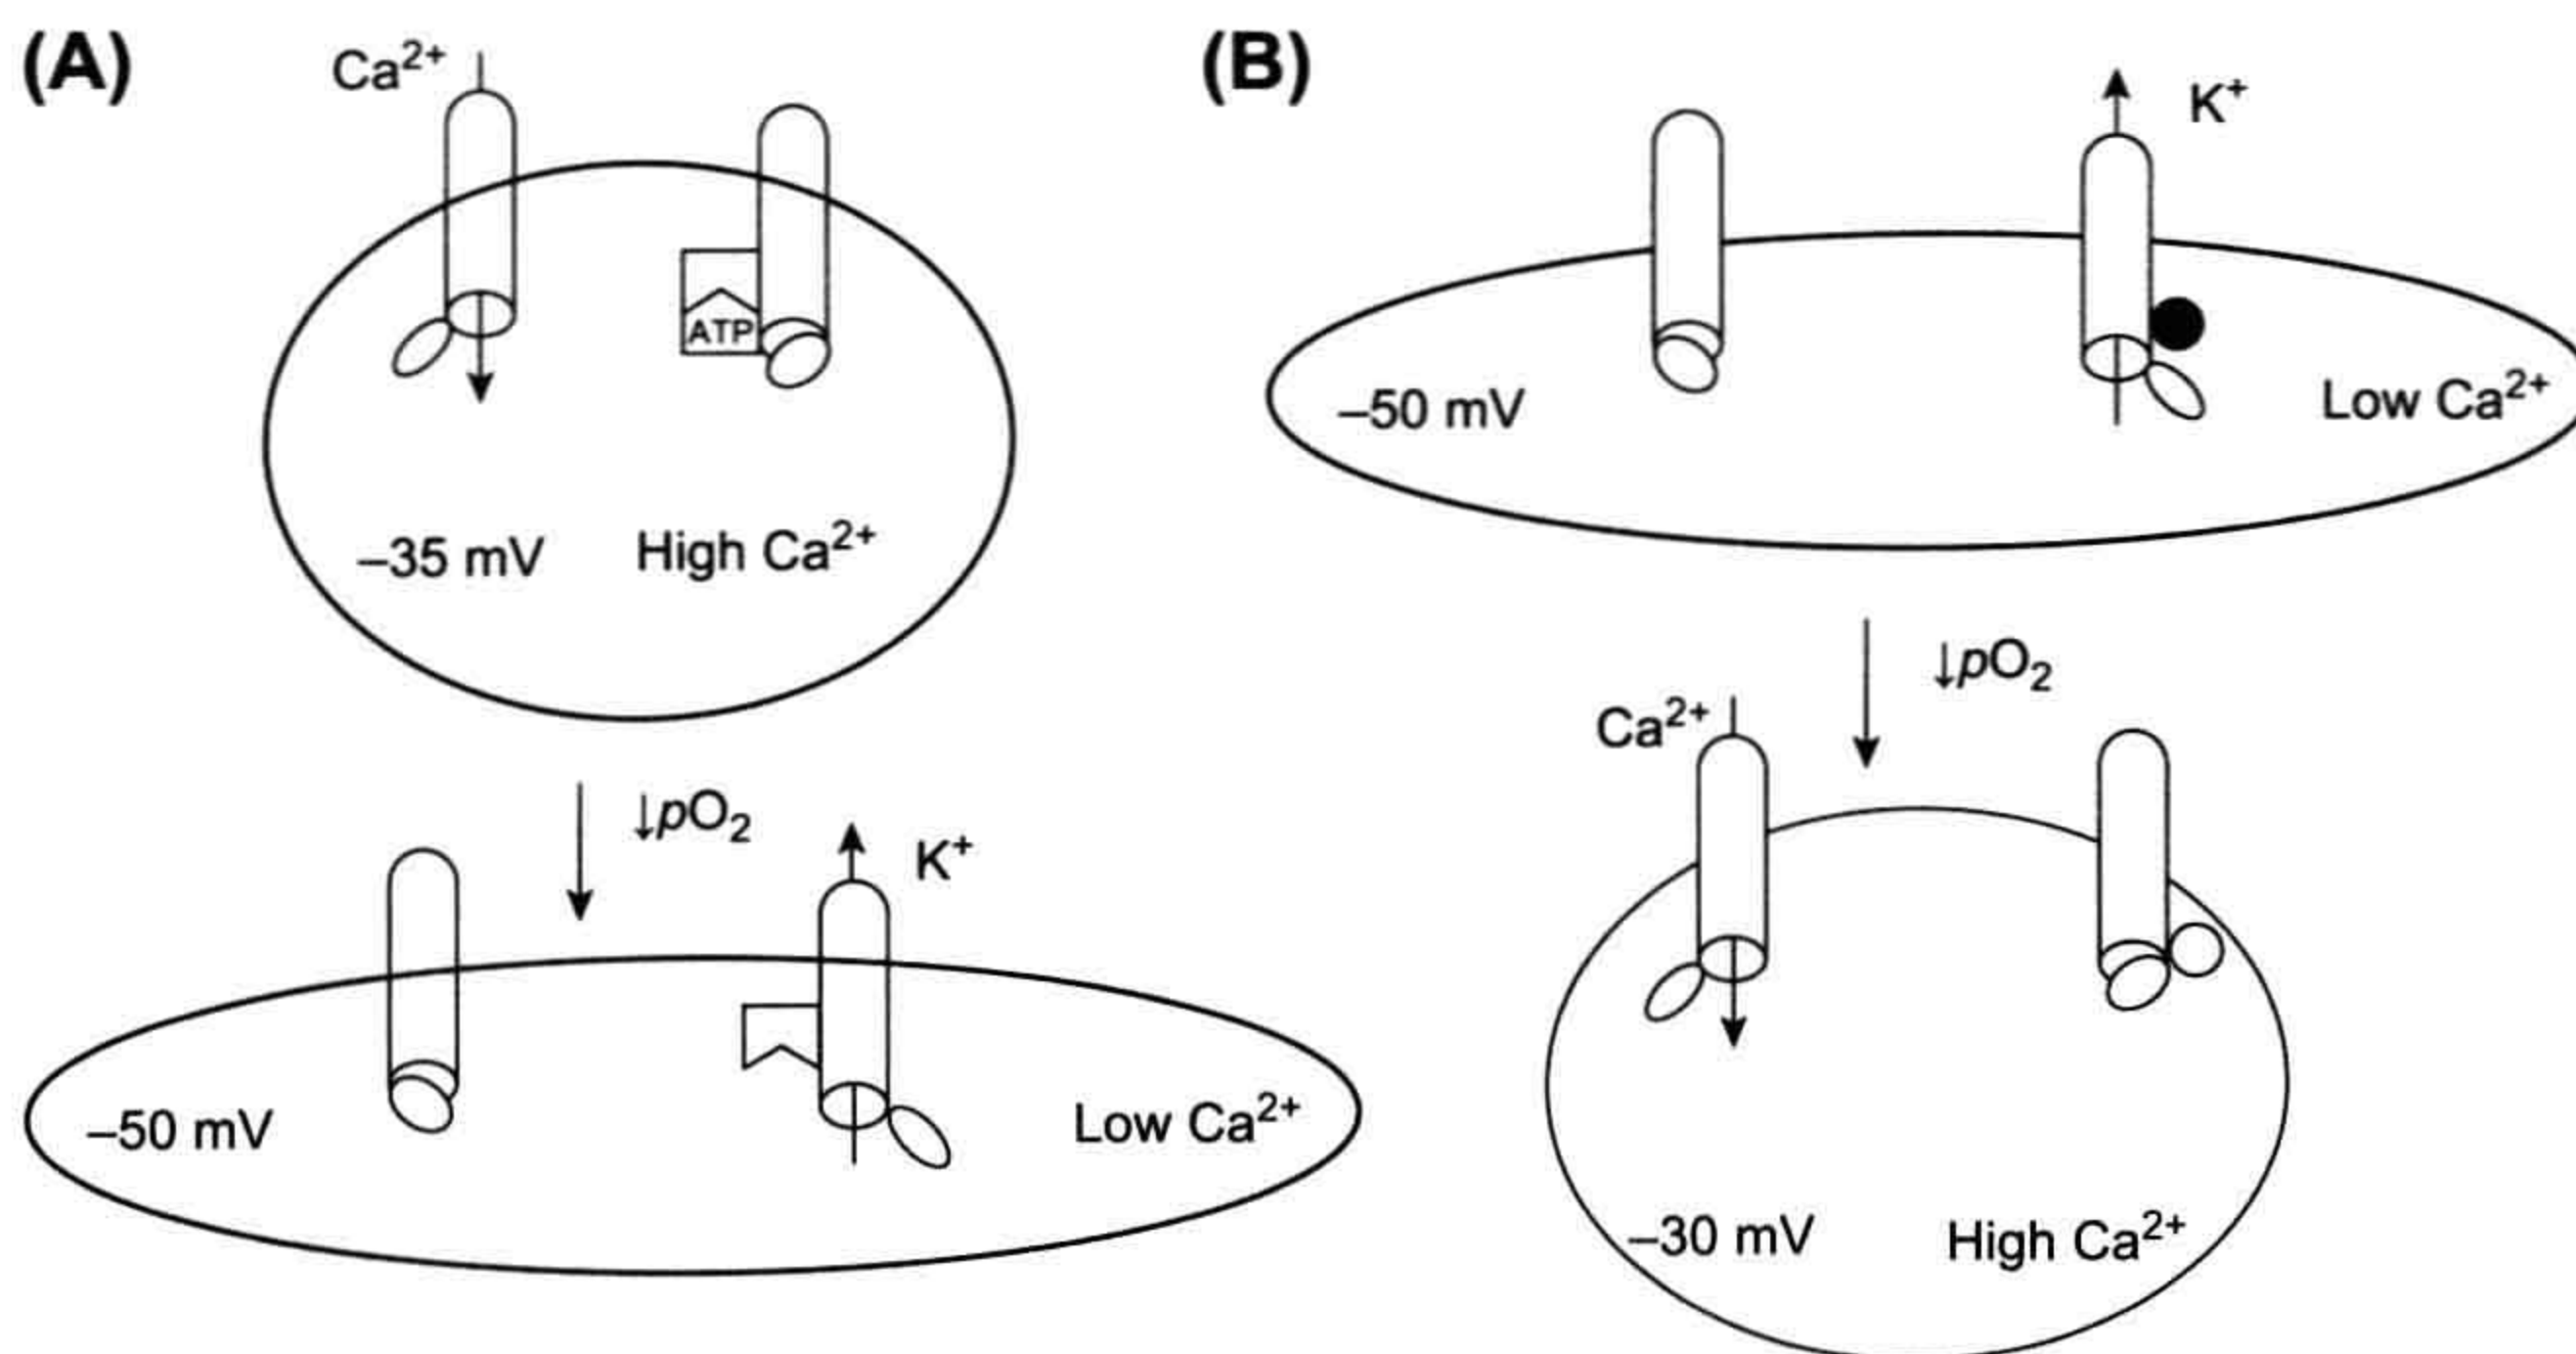 (A)
Ca²⁺
ATP
–35 mV
High Ca²⁺
↓pO₂
K⁺
–50 mV
Low Ca²⁺
(B)
K⁺
–50 mV
Low Ca²⁺
↓pO₂
Ca²⁺
–30 mV
High Ca²⁺